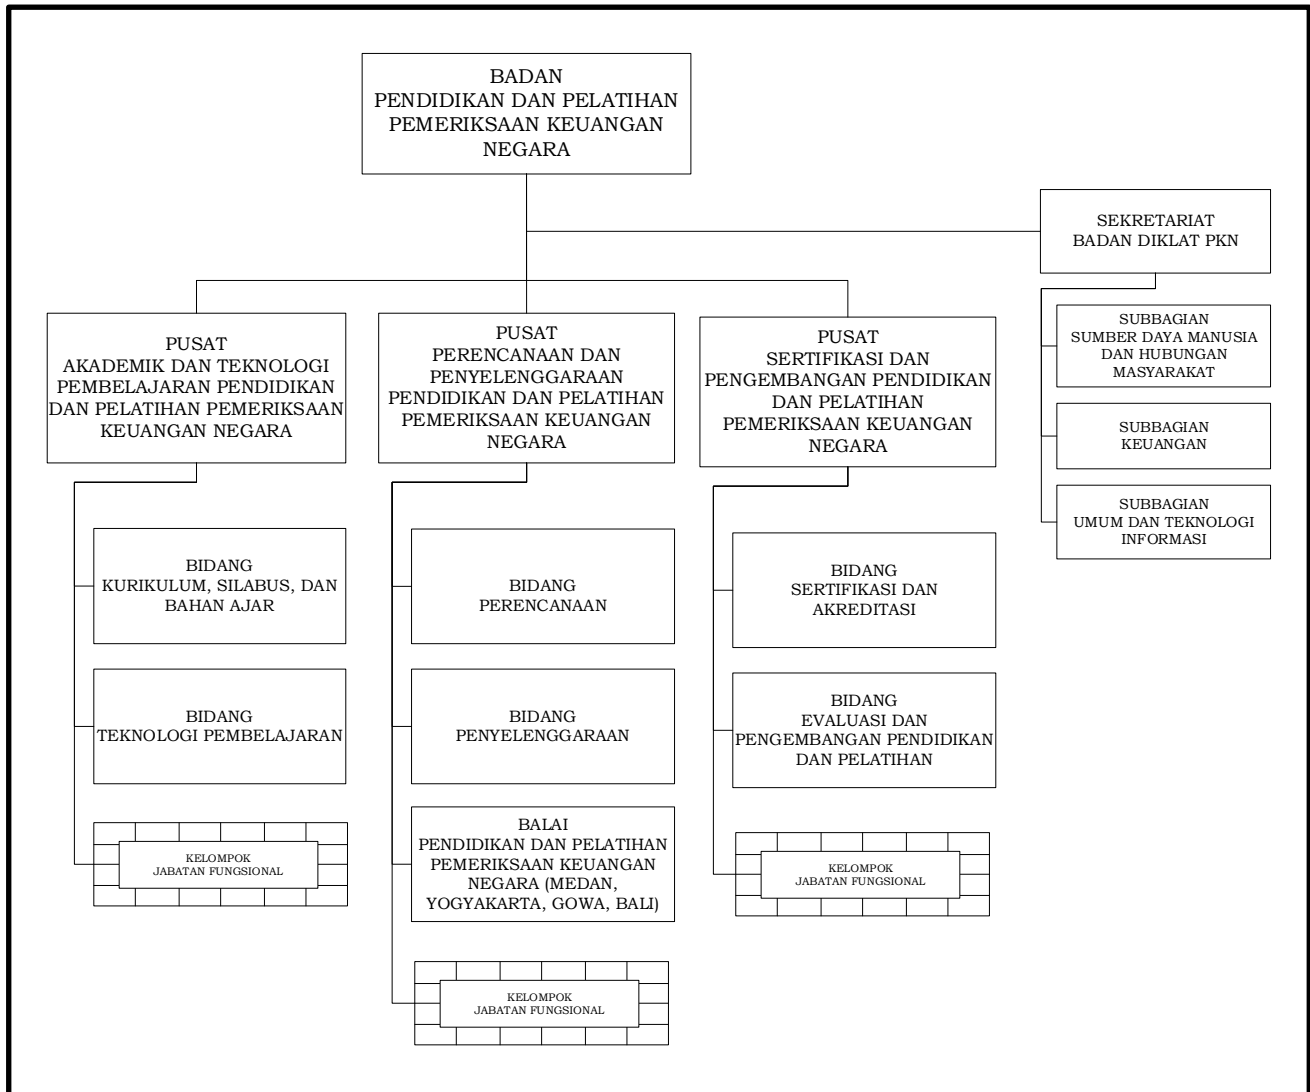 BADAN
PENDIDIKAN DAN PELATIHAN
PEMERIKSAAN KEUANGAN
NEGARA
SEKRETARIAT
BADAN DIKLAT PKN
SUBBAGIAN
SUMBER DAYA MANUSIA
DAN HUBUNGAN
MASYARAKAT
SUBBAGIAN
KEUANGAN
SUBBAGIAN
UMUM DAN TEKNOLOGI
INFORMASI
PUSAT
AKADEMIK DAN TEKNOLOGI
PEMBELAJARAN PENDIDIKAN
DAN PELATIHAN PEMERIKSAAN
KEUANGAN NEGARA
BIDANG
KURIKULUM, SILABUS, DAN
BAHAN AJAR
BIDANG
TEKNOLOGI PEMBELAJARAN
KELOMPOK
JABATAN FUNGSIONAL
PUSAT
PERENCANAAN DAN
PENYELENGGARAAN
PENDIDIKAN DAN PELATIHAN
PEMERIKSAAN KEUANGAN
NEGARA
BIDANG
PERENCANAAN
BIDANG
PENYELENGGARAAN
BALAI
PENDIDIKAN DAN PELATIHAN
PEMERIKSAAN KEUANGAN
NEGARA (MEDAN,
YOGYAKARTA, GOWA, BALI)
KELOMPOK
JABATAN FUNGSIONAL
PUSAT
SERTIFIKASI DAN
PENGEMBANGAN PENDIDIKAN
DAN PELATIHAN
PEMERIKSAAN KEUANGAN
NEGARA
BIDANG
SERTIFIKASI DAN
AKREDITASI
BIDANG
EVALUASI DAN
PENGEMBANGAN PENDIDIKAN
DAN PELATIHAN
KELOMPOK
JABATAN FUNGSIONAL